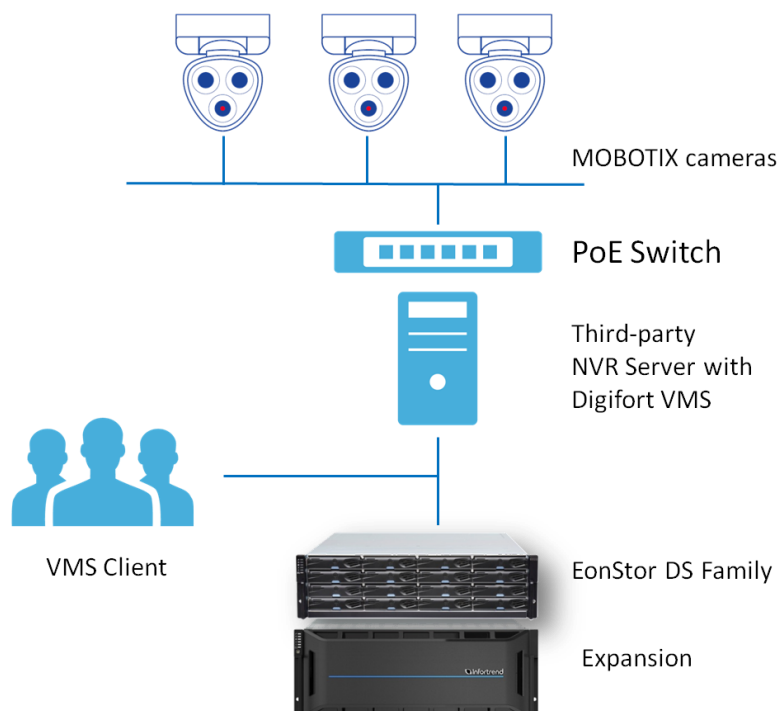 MOBOTIX cameras
PoE Switch
Third-party
NVR Server with
Digifort VMS
VMS Client
EonStor DS Family
Infortrend
Expansion